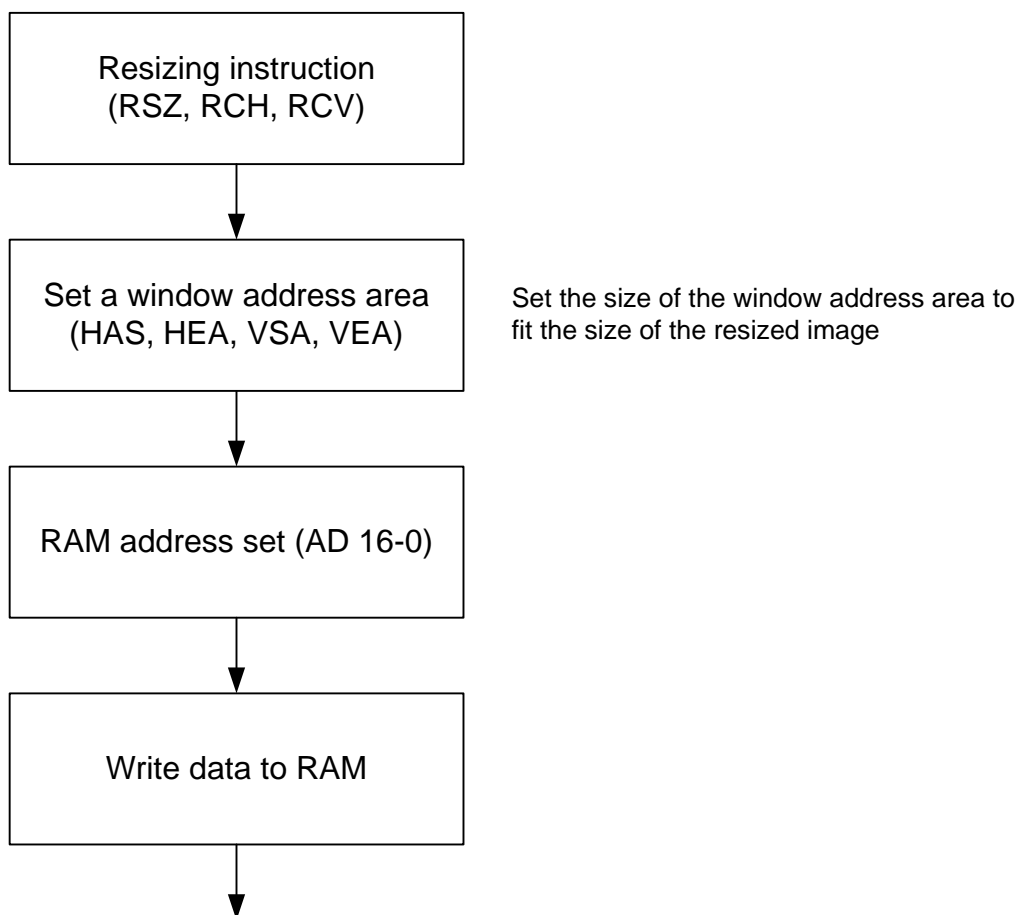 Resizing instruction
(RSZ, RCH, RCV)
Set a window address area
(HAS, HEA, VSA, VEA)
Set the size of the window address area to
fit the size of the resized image
RAM address set (AD 16-0)
Write data to RAM